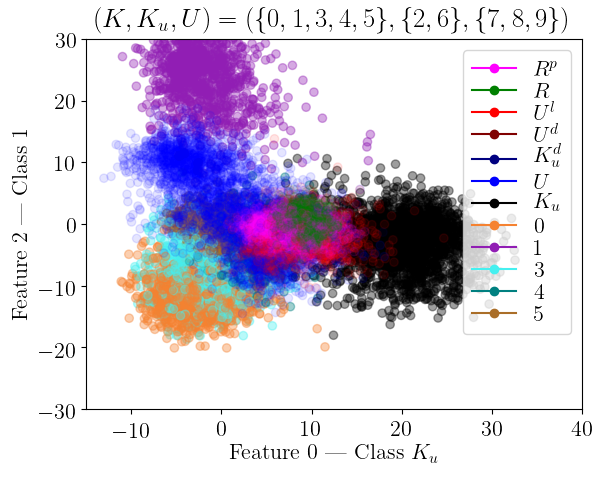 (K, K_u, U) = ({0, 1, 3, 4, 5}, {2, 6}, {7, 8, 9})
30
20
10
0
−10
−20
−30
Feature 2 — Class 1
R^p
R
U^l
U^d
K_u^d
U
K_u
0
1
3
4
5
−10
0
10
20
30
40
Feature 0 — Class K_u